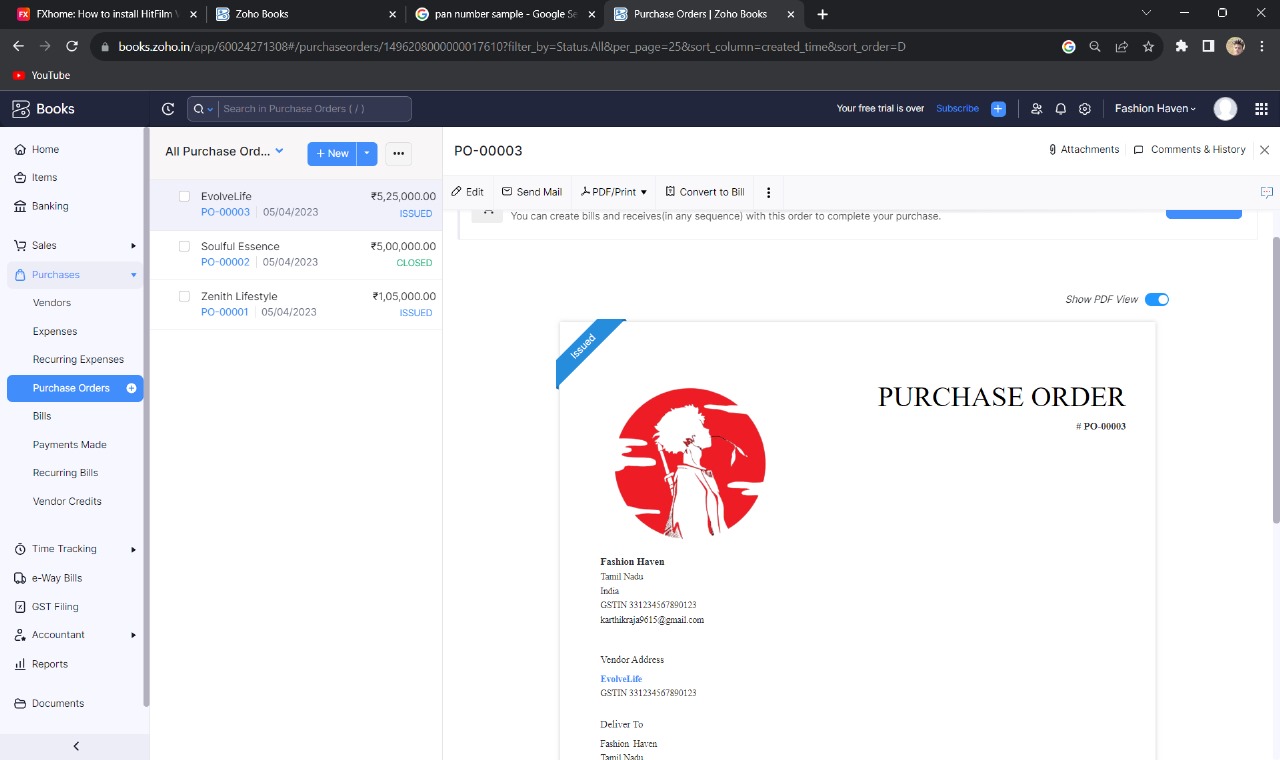 FXhome: How to install HitFilm
Zoho Books
pan number sample - Google Se
Purchase Orders | Zoho Books
books.zoho.in/app/60024271308#/purchaseorders/1496208000000017610?filter_by=Status.All&per_page=25&sort_column=created_time&sort_order=D
YouTube
Books
Search in Purchase Orders ( / )
Your free trial is over
Subscribe
Fashion Haven
Home
Items
Banking
Sales
Purchases
Vendors
Expenses
Recurring Expenses
Purchase Orders
Bills
Payments Made
Recurring Bills
Vendor Credits
Time Tracking
e-Way Bills
GST Filing
Accountant
Reports
Documents
All Purchase Ord...
+ New
EvolveLife ₹5,25,000.00
PO-00003 | 05/04/2023 ISSUED
Soulful Essence ₹5,00,000.00
PO-00002 | 05/04/2023 CLOSED
Zenith Lifestyle ₹1,05,000.00
PO-00001 | 05/04/2023 ISSUED
PO-00003
Attachments
Comments & History
Edit
Send Mail
PDF/Print
Convert to Bill
You can create bills and receives(in any sequence) with this order to complete your purchase.
Show PDF View
Issued
PURCHASE ORDER
# PO-00003
Fashion Haven
Tamil Nadu
India
GSTIN 331234567890123
karthikraja9615@gmail.com
Vendor Address
EvolveLife
GSTIN 331234567890123
Deliver To
Fashion Haven
Tamil Nadu